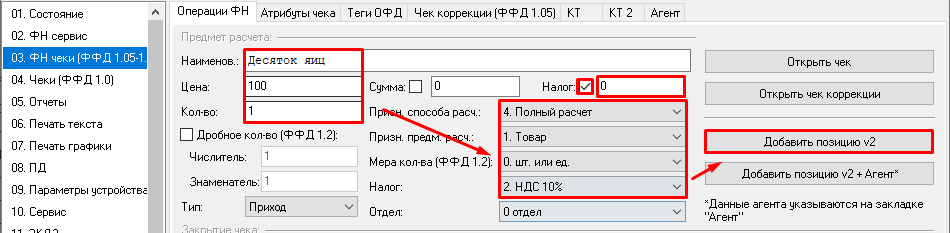 01. Состояние
02. ФН сервис
03. ФН чеки (ФФД 1.05-1.
04. Чеки (ФФД 1.0)
05. Отчеты
06. Печать текста
07. Печать графики
08. ПД
09. Параметры устройства
10. Сервис
Операции ФН
Атрибуты чека
Теги ОФД
Чек коррекции (ФФД 1.05)
КТ
КТ 2
Агент
Предмет расчета:
Наименов.: Десяток яиц
Цена: 100
Сумма: 0
Налог: 0
Кол-во: 1
Призн. способа расч.: 4. Полный расчет
Дробное кол-во (ФФД 1.2):
Призн. предм. расч.: 1. Товар
Числитель: 1
Мера кол-ва (ФФД 1.2): 0. шт. или ед.
Знаменатель: 1
Налог: 2. НДС 10%
Тип: Приход
Отдел: 0 отдел
Закрытие чека:
Открыть чек
Открыть чек коррекции
Добавить позицию v2
Добавить позицию v2 + Агент*
*Данные агента указываются на закладке
"Агент"